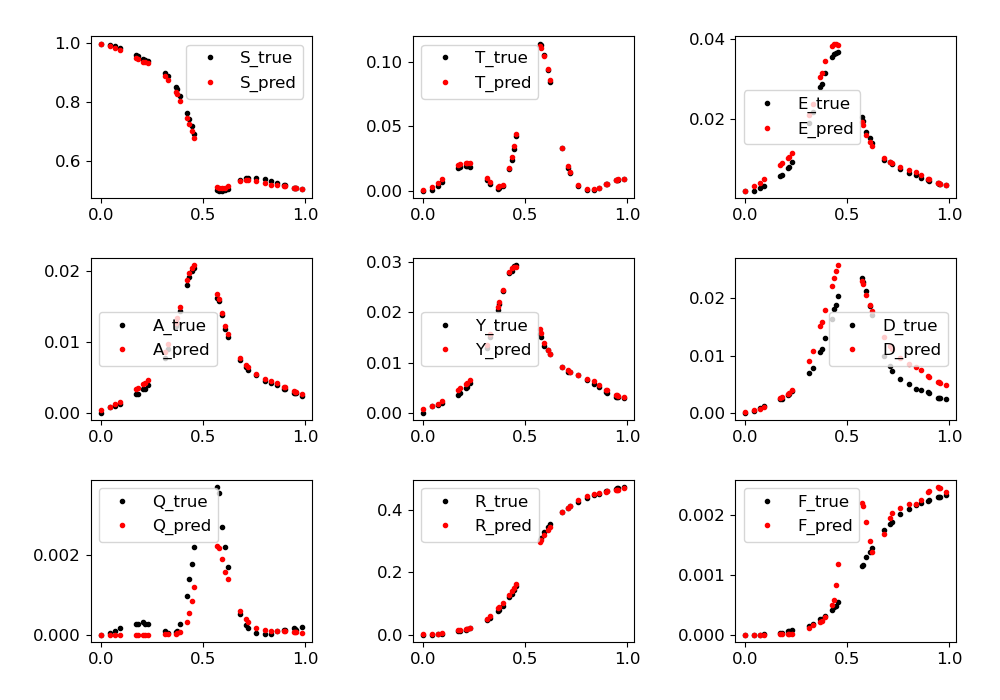 1.0
0.8
0.6
S_true
S_pred
0.0 0.5 1.0
0.10
0.05
0.00
T_true
T_pred
0.0 0.5 1.0
0.04
0.02
E_true
E_pred
0.0 0.5 1.0
0.02
0.01
0.00
A_true
A_pred
0.0 0.5 1.0
0.03
0.02
0.01
0.00
Y_true
Y_pred
0.0 0.5 1.0
0.02
0.01
0.00
D_true
D_pred
0.0 0.5 1.0
0.002
0.000
Q_true
Q_pred
0.0 0.5 1.0
0.4
0.2
0.0
R_true
R_pred
0.0 0.5 1.0
0.002
0.001
0.000
F_true
F_pred
0.0 0.5 1.0